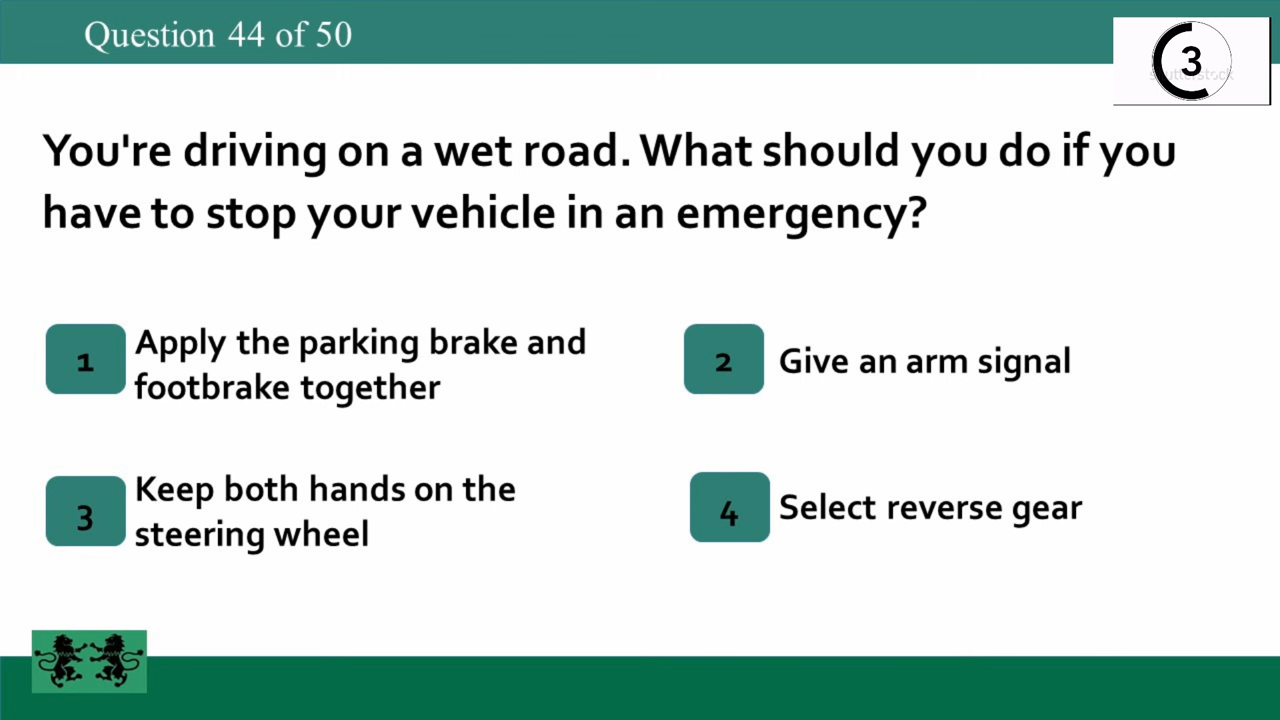 Question 44 of 50
3
shutterstock
You're driving on a wet road. What should you do if you
have to stop your vehicle in an emergency?
1
Apply the parking brake and
footbrake together
2
Give an arm signal
3
Keep both hands on the
steering wheel
4
Select reverse gear